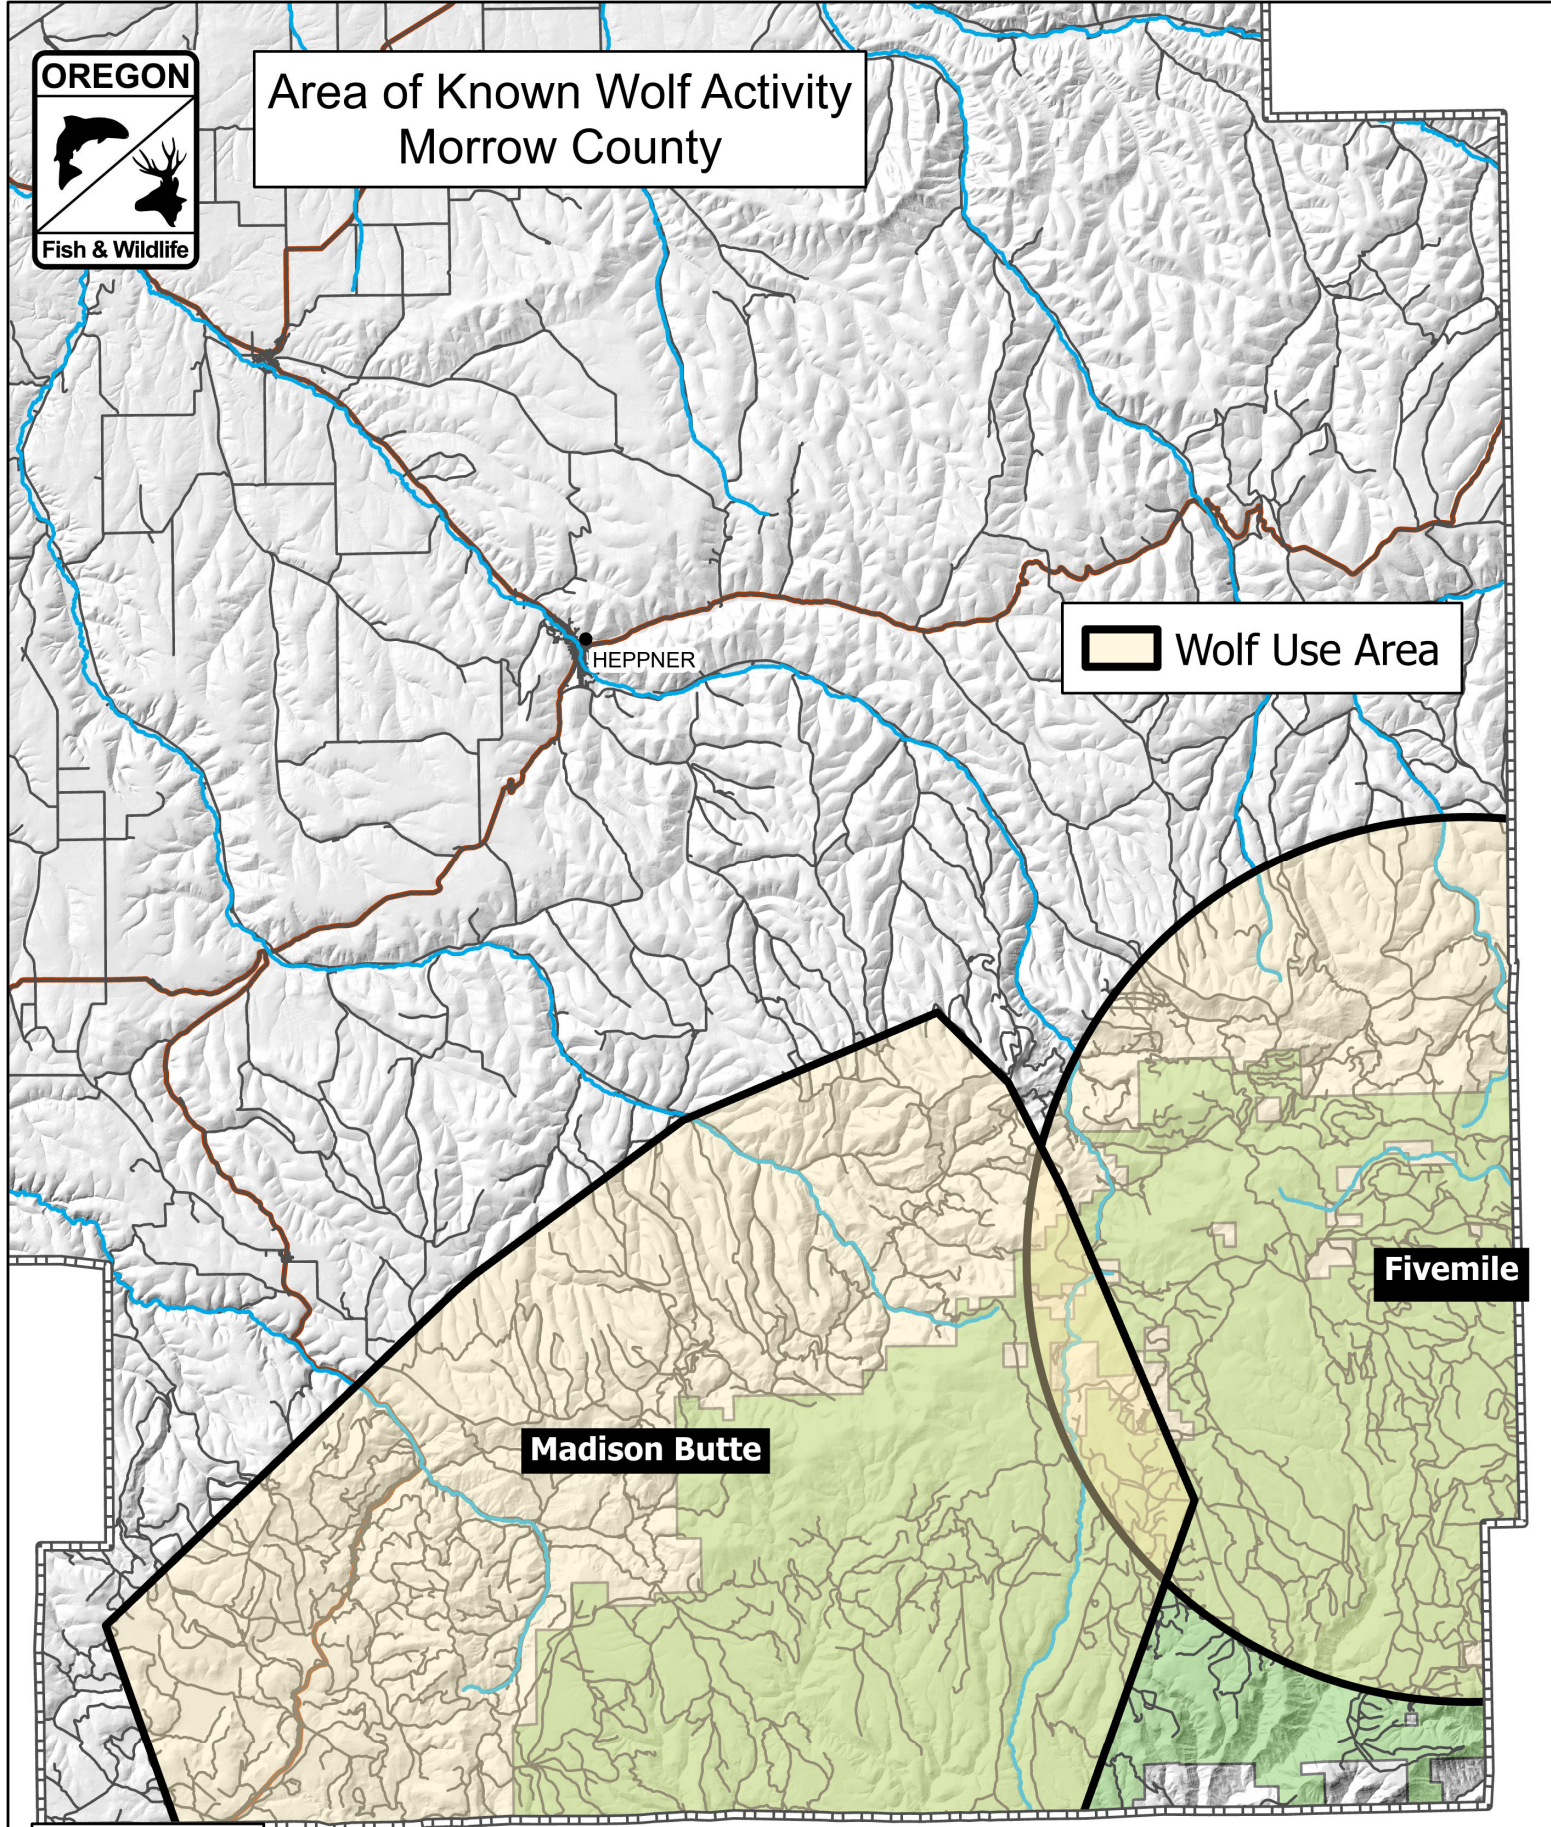 OREGON
Fish & Wildlife
Area of Known Wolf Activity
Morrow County
HEPPNER
Wolf Use Area
Fivemile
Madison Butte